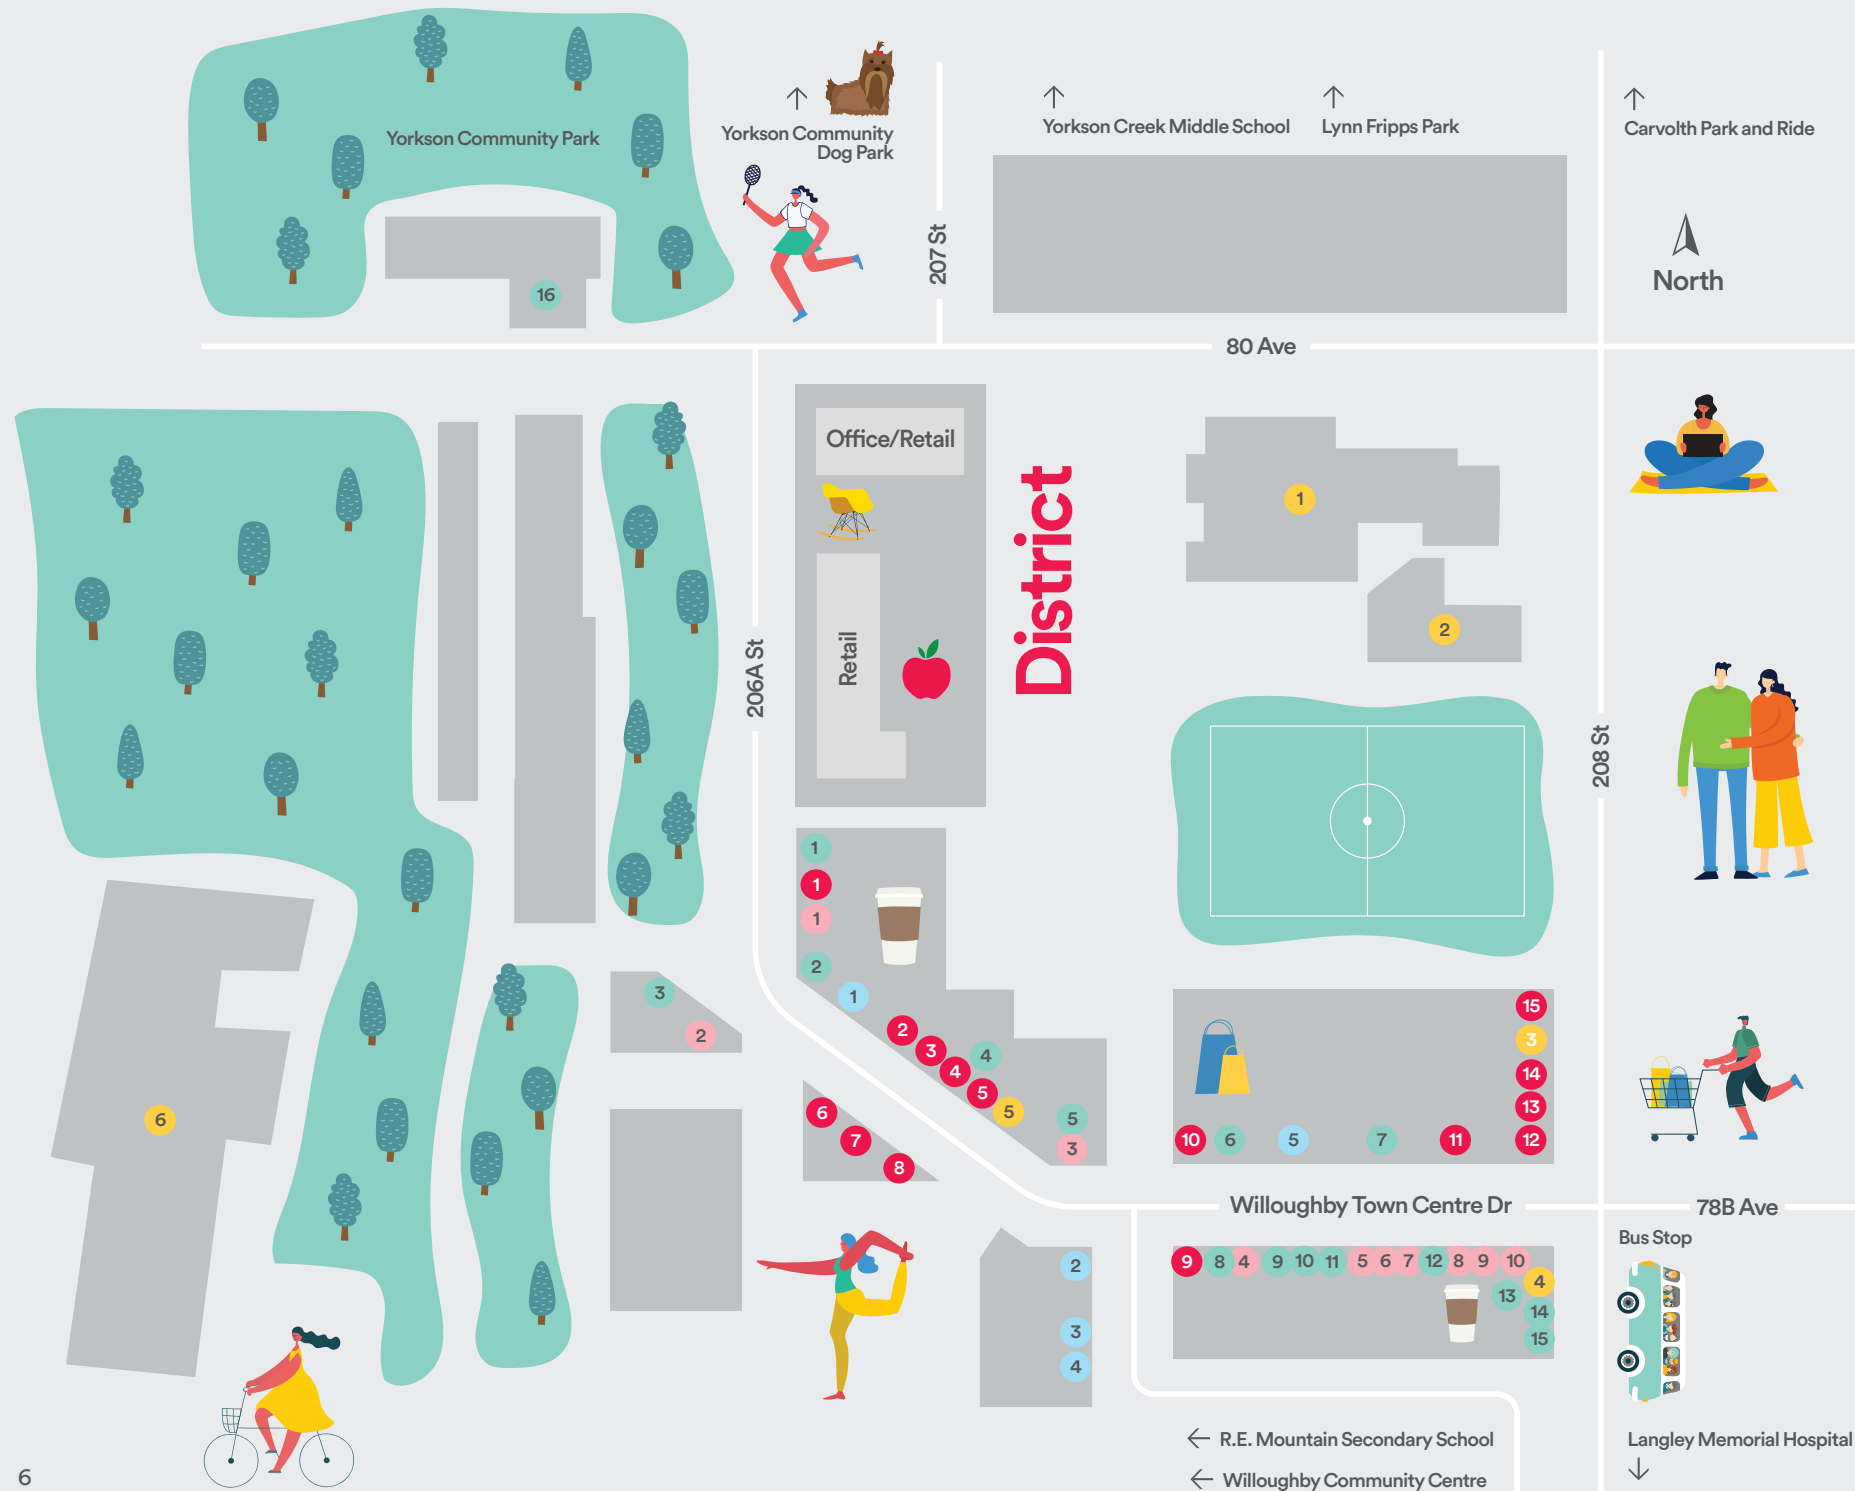 Yorkson Community Park
Yorkson Community
Dog Park
Yorkson Creek Middle School
Lynn Fripps Park
Carvolth Park and Ride
207 St
North
16
80 Ave
Office/Retail
District
1
2
Retail
206A St
208 St
1
1
1
2
1
3
2
2
3
4
4
5
5
5
3
6
7
8
6
15
3
14
13
10
6
5
7
11
12
Willoughby Town Centre Dr
78B Ave
Bus Stop
2
3
4
9
8
4
9
10
11
5
6
7
12
8
9
10
4
13
14
15
R.E. Mountain Secondary School
Willoughby Community Centre
Langley Memorial Hospital
6